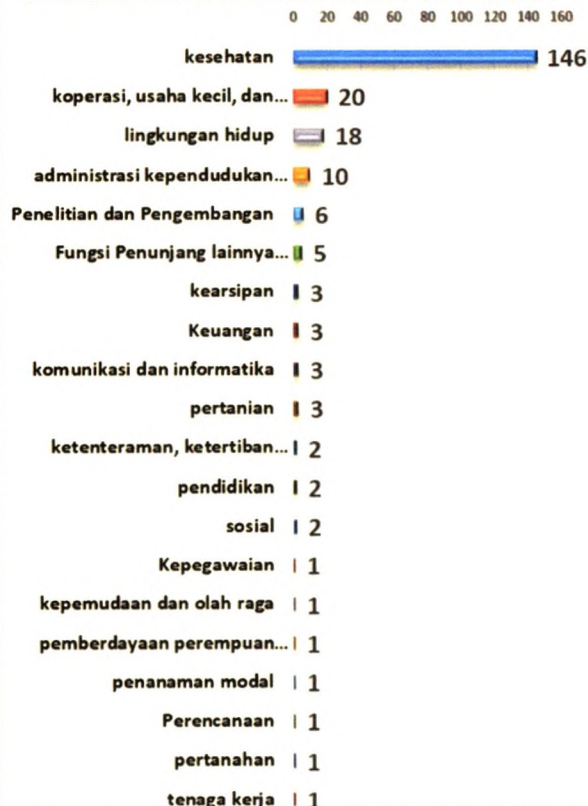 0 20 40 60 80 100 120 140 160
kesehatan 146
koperasi, usaha kecil, dan... 20
lingkungan hidup 18
administrasi kependudukan... 10
Penelitian dan Pengembangan 6
Fungsi Penunjang lainnya... 5
kearsipan 3
Keuangan 3
komunikasi dan informatika 3
pertanian 3
ketenteraman, ketertiban... 2
pendidikan 2
sosial 2
Kepegawaian 1
kepemudaan dan olah raga 1
pemberdayaan perempuan... 1
penanaman modal 1
Perencanaan 1
pertanahan 1
tenaga kerja 1